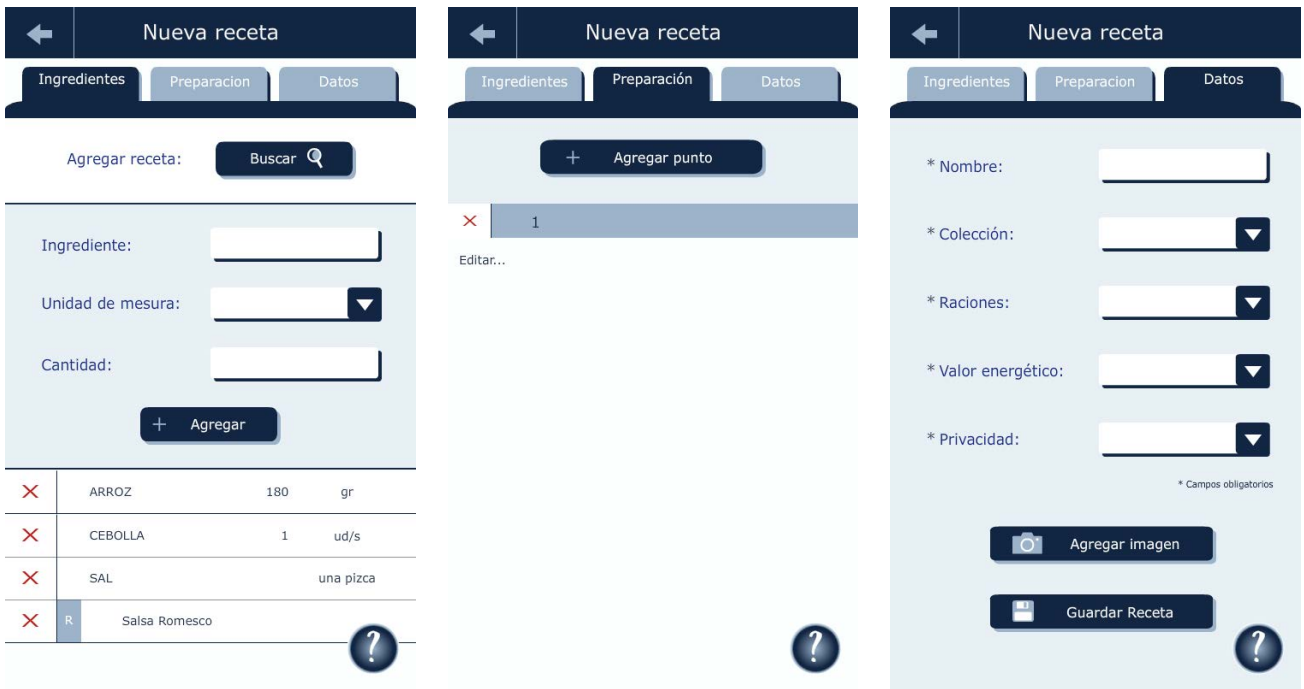 Nueva receta
Ingredientes Preparacion Datos
Agregar receta: Buscar
Ingrediente:
Unidad de mesura:
Cantidad:
+ Agregar
ARROZ 180 gr
CEBOLLA 1 ud/s
SAL una pizca
R Salsa Romesco
?
Nueva receta
Ingredientes Preparación Datos
+ Agregar punto
1
Editar...
?
Nueva receta
Ingredientes Preparacion Datos
* Nombre:
* Colección:
* Raciones:
* Valor energético:
* Privacidad:
* Campos obligatorios
Agregar imagen
Guardar Receta
?